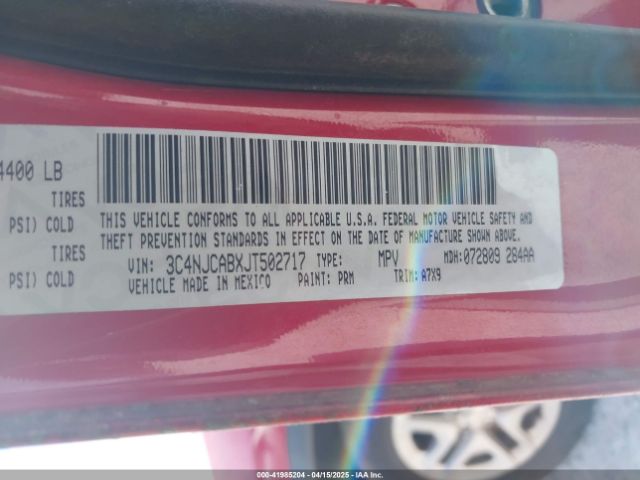 4400 LB
TIRES
PSI) COLD
TIRES
PSI) COLD
THIS VEHICLE CONFORMS TO ALL APPLICABLE U.S.A. FEDERAL MOTOR VEHICLE SAFETY AND
THEFT PREVENTION STANDARDS IN EFFECT ON THE DATE OF MANUFACTURE SHOWN ABOVE.
VIN: 3C4NJCABXJT502717 TYPE: MPV MDH: 072809 264AA
VEHICLE MADE IN MEXICO PAINT: PRM TRIM: A7X9
000-41985204 - 04/15/2025 - IAA Inc.